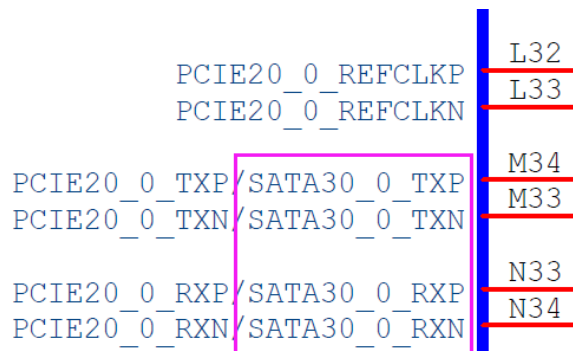 PCIE20_0_REFCLKP L32
PCIE20_0_REFCLKN L33
PCIE20_0_TXP/SATA30_0_TXP M34
PCIE20_0_TXN/SATA30_0_TXN M33
PCIE20_0_RXP/SATA30_0_RXP N33
PCIE20_0_RXN/SATA30_0_RXN N34